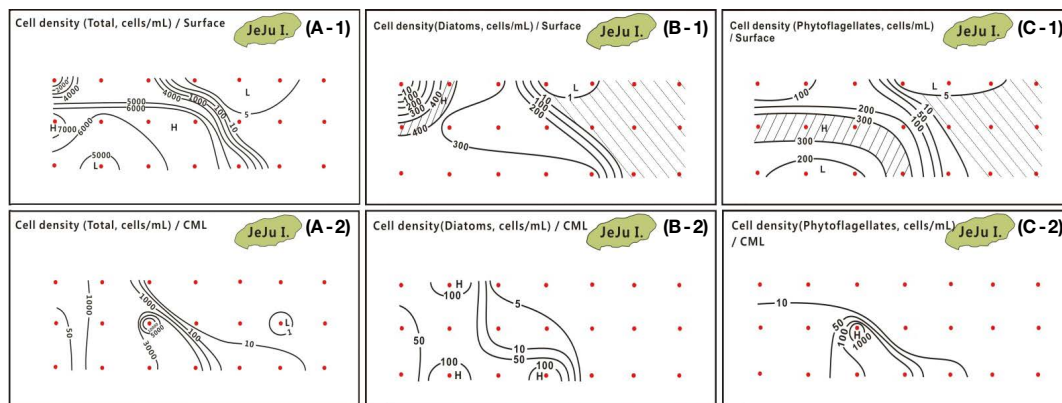 Cell density (Total, cells/mL) / Surface
JeJu I.
(A-1)
2000
4000
5000
6000
H
7000
6000
5000
L
H
4000
1000
100
10
5
L
Cell density(Diatoms, cells/mL) / Surface
JeJu I.
(B-1)
10
100
200
300
400
H
400
300
10
100
200
L
1
Cell density(Phytoflagellates, cells/mL)
/ Surface
JeJu I.
(C-1)
100
200
300
H
300
200
L
10
50
100
L
5
Cell density (Total, cells/mL) / CML
JeJu I.
(A-2)
50
1000
1000
5000
3000
100
10
L
1
Cell density(Diatoms, cells/mL) / CML
JeJu I.
(B-2)
H
100
50
100
H
5
10
50
100
H
Cell density(Phytoflagellates, cells/mL)
/ CML
JeJu I.
(C-2)
10
50
100
H
1000